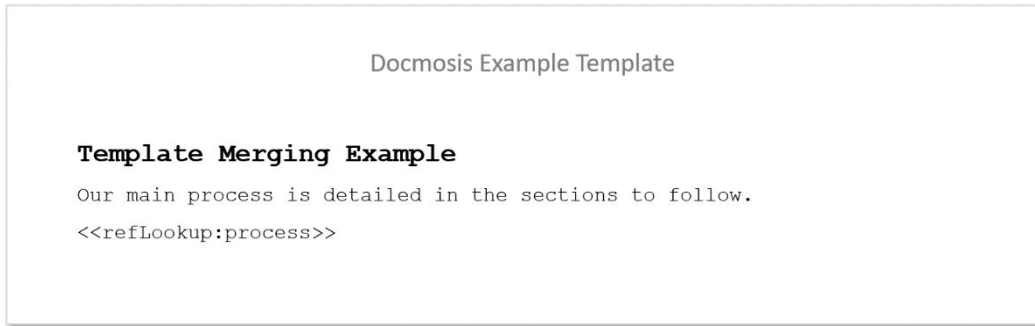 Docmosis Example Template
Template Merging Example
Our main process is detailed in the sections to follow.
<<refLookup:process>>